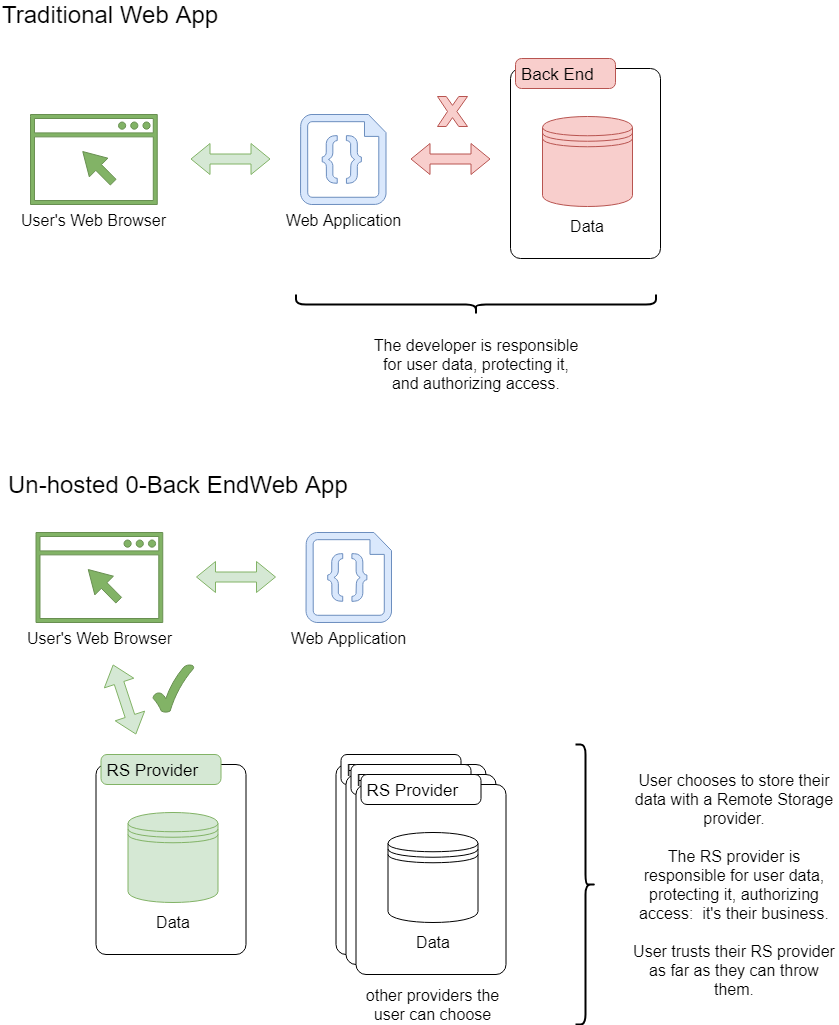 Traditional Web App
Back End
User's Web Browser
Web Application
Data
The developer is responsible
for user data, protecting it,
and authorizing access.
Un-hosted 0-Back EndWeb App
User's Web Browser
Web Application
RS Provider
Data
RS Provider
Data
other providers the
user can choose
User chooses to store their
data with a Remote Storage
provider.
The RS provider is
responsible for user data,
protecting it, authorizing
access:  it's their business.
User trusts their RS provider
as far as they can throw
them.